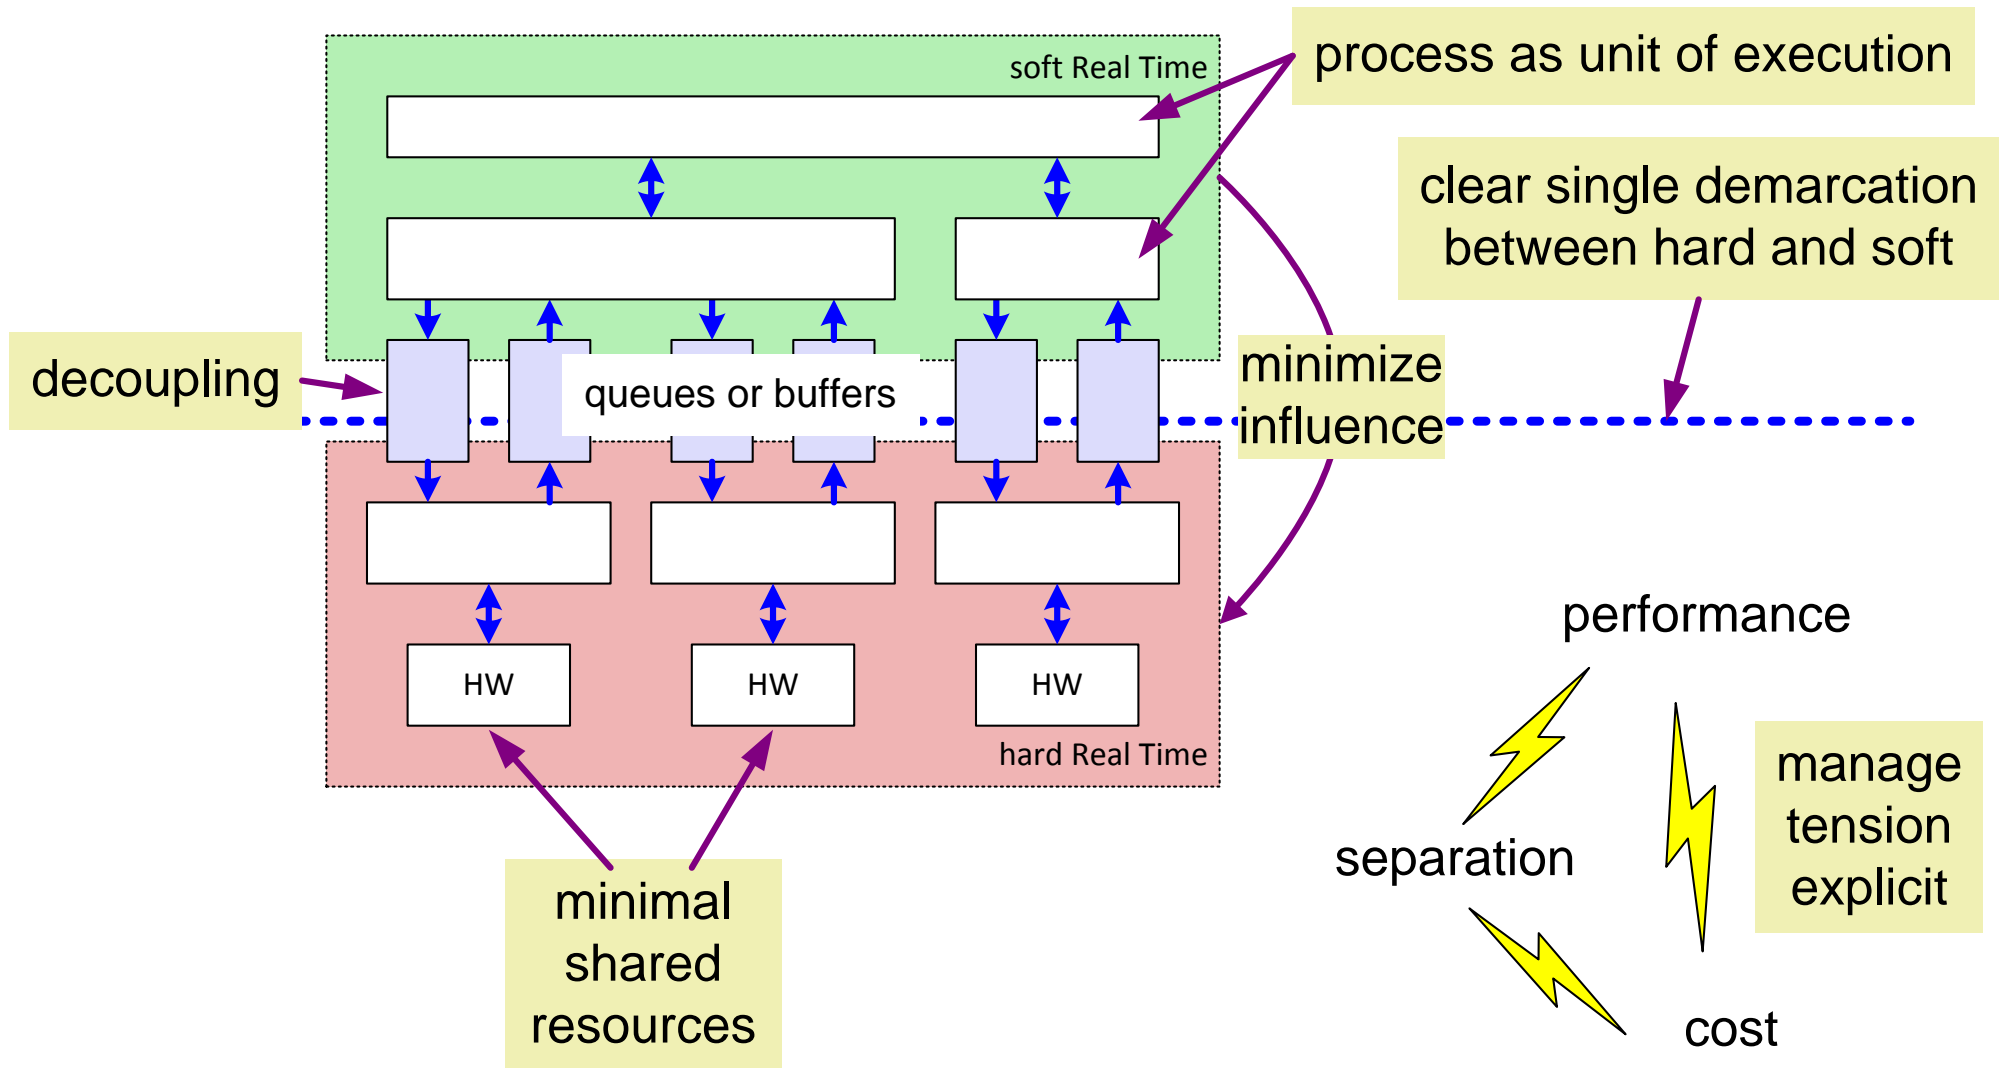 soft Real Time
process as unit of execution
clear single demarcation
between hard and soft
decoupling
queues or buffers
minimize
influence
HW
HW
HW
hard Real Time
minimal
shared
resources
performance
separation
cost
manage
tension
explicit